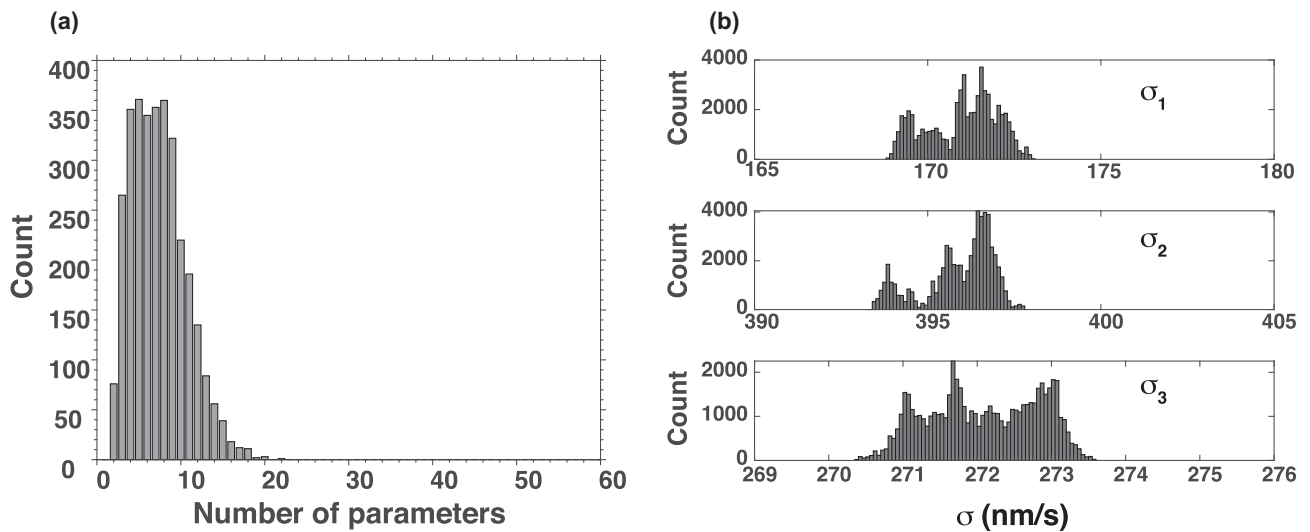 (a)
400
350
300
250
200
150
100
50
0
Count
0 10 20 30 40 50 60
Number of parameters
(b)
4000
2000
0
Count
σ1
165 170 175 180
4000
2000
0
Count
σ2
390 395 400 405
2000
1000
0
Count
σ3
269 270 271 272 273 274 275 276
σ (nm/s)